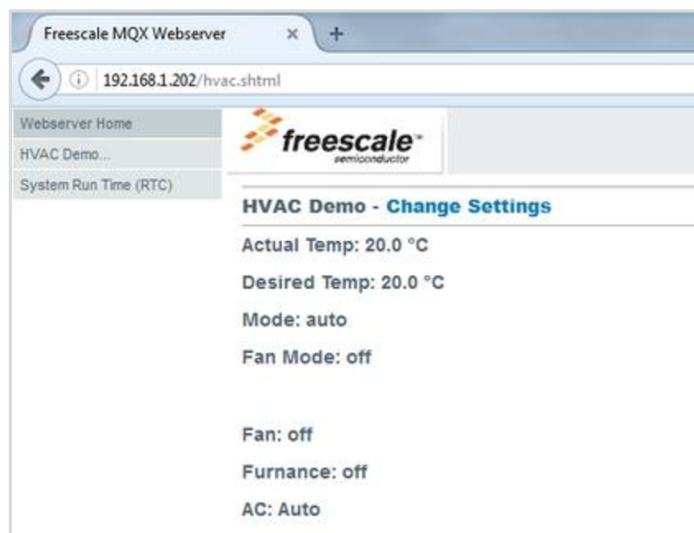 Freescale MQX Webserver
192.168.1.202/hvac.shtml
Webserver Home
HVAC Demo...
System Run Time (RTC)
freescale™
semiconductor
HVAC Demo - Change Settings
Actual Temp: 20.0 °C
Desired Temp: 20.0 °C
Mode: auto
Fan Mode: off
Fan: off
Furnance: off
AC: Auto